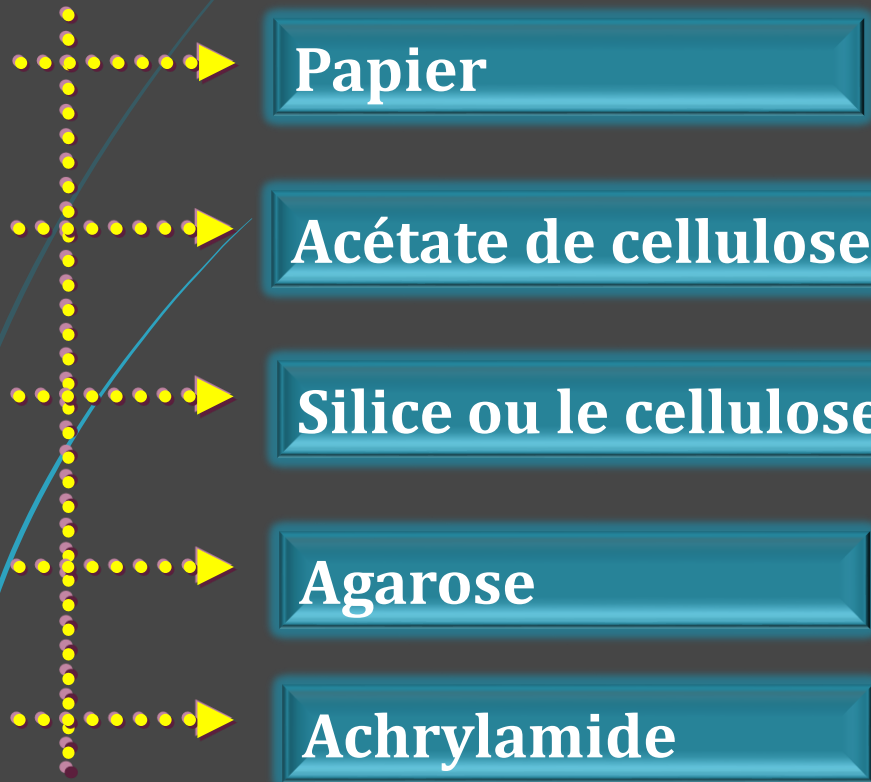 Papier
Acétate de cellulose
Silice ou le cellulose
Agarose
Achrylamide